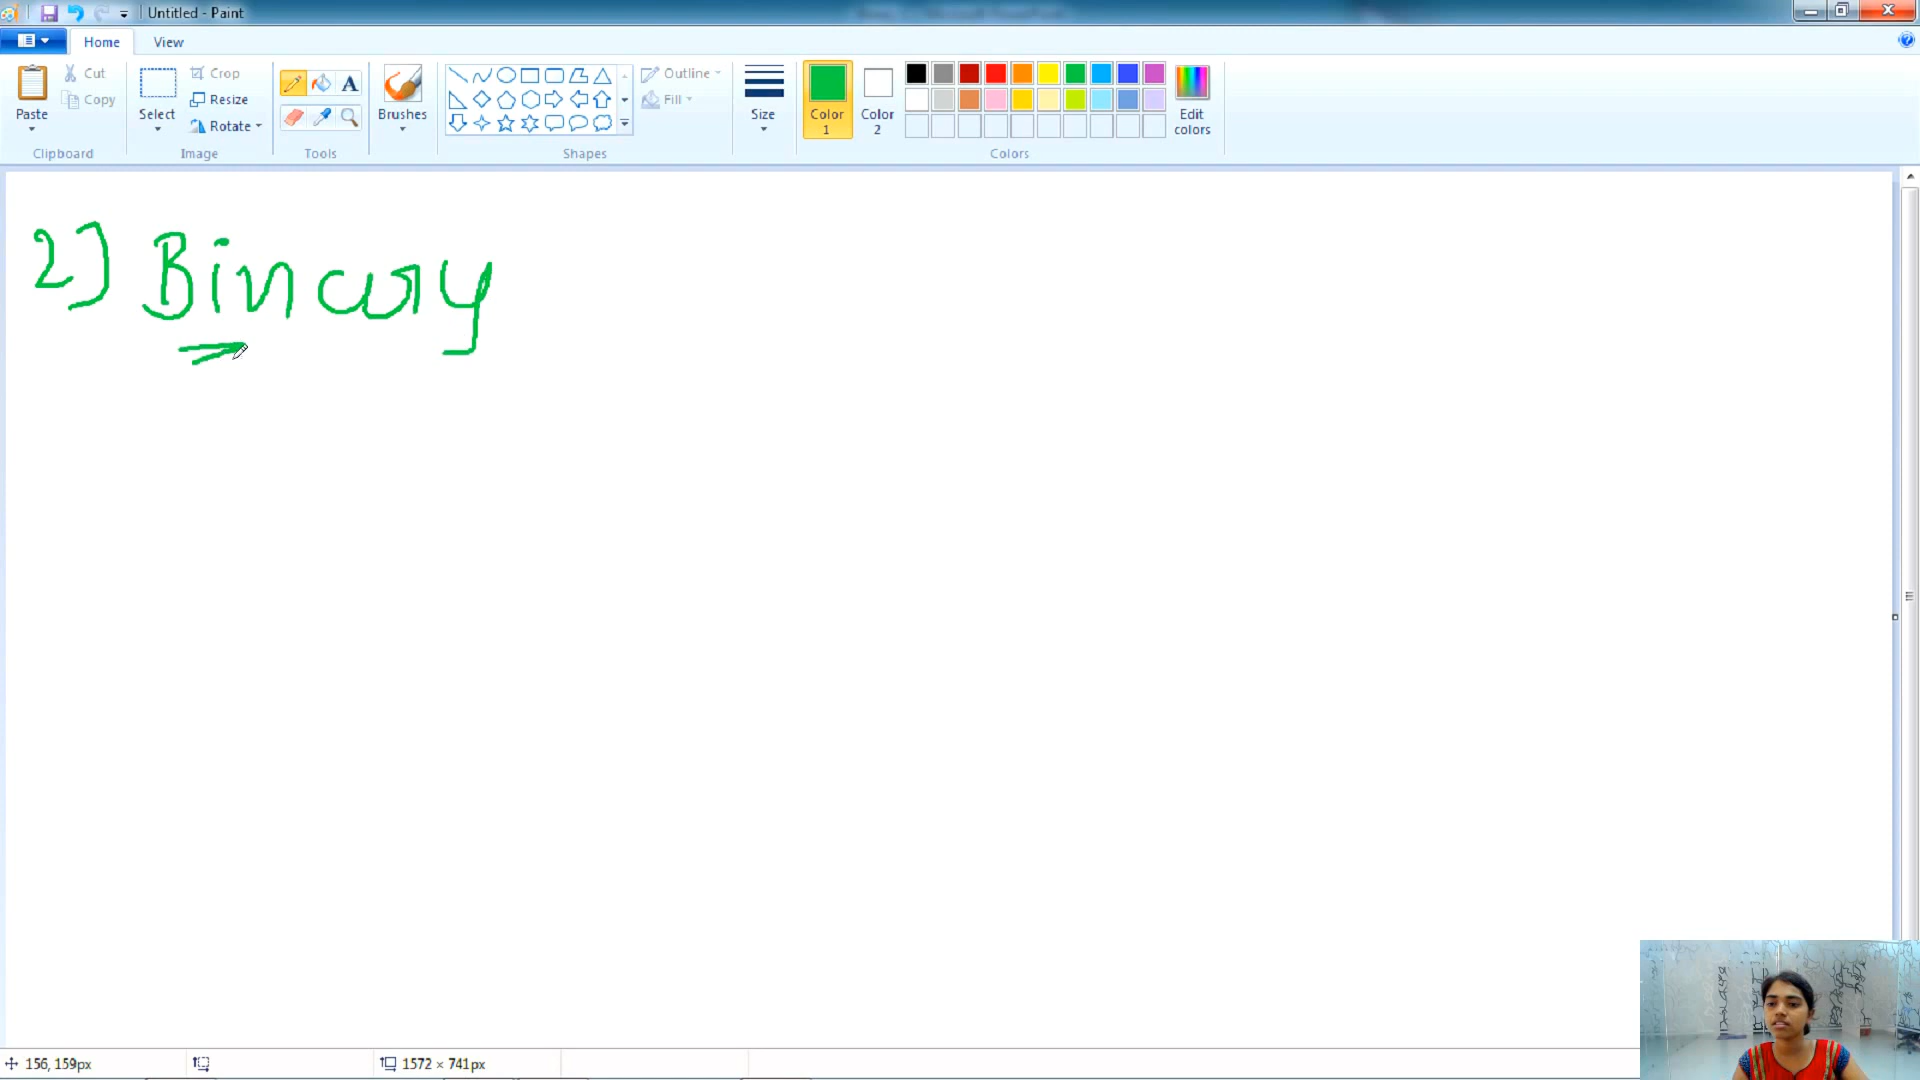 Untitled - Paint
Home View
Paste
Cut
Copy
Clipboard
Select
Crop
Resize
Rotate
Image
A
Tools
Brushes
Shapes
Outline
Fill
Size
Color 1
Color 2
Edit colors
Colors
2) Binary
156, 159px
1572 × 741px